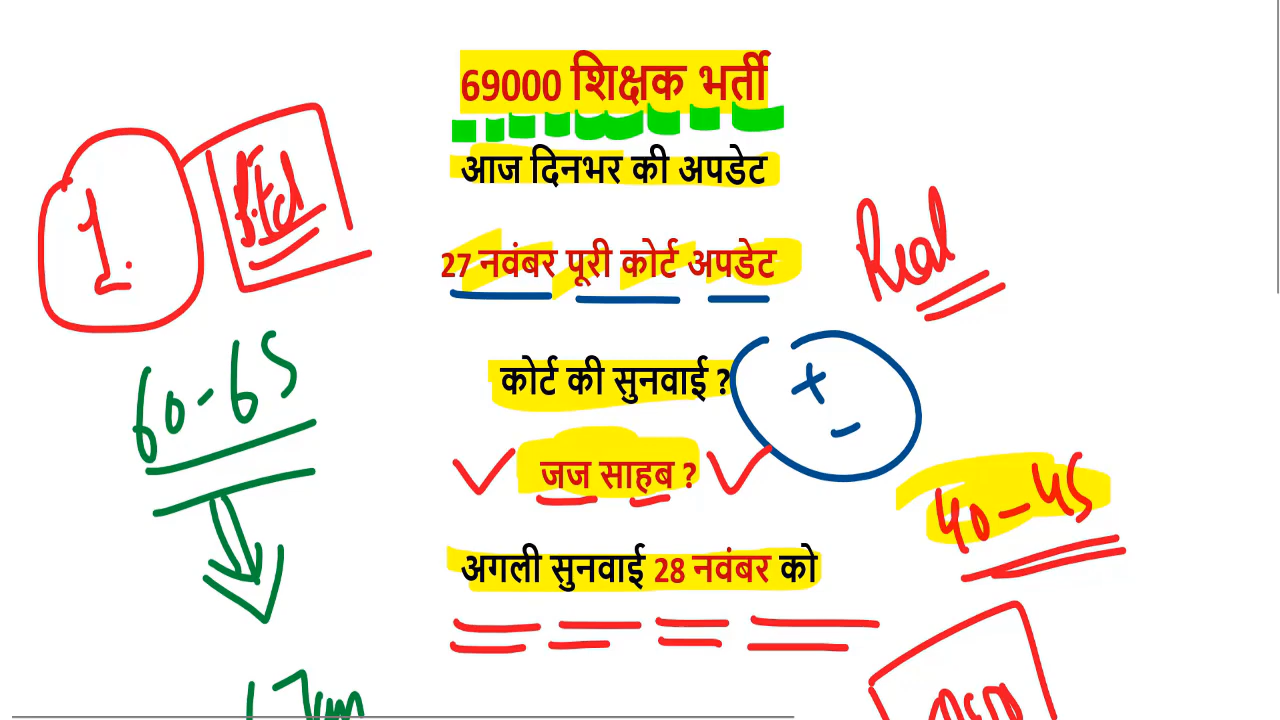 69000 शिक्षक भर्ती
आज दिनभर की अपडेट
1.
27 नवंबर पूरी कोर्ट अपडेट
Real
60-65
कोर्ट की सुनवाई ?
+
-
जज साहब ?
40-45
अगली सुनवाई 28 नवंबर को